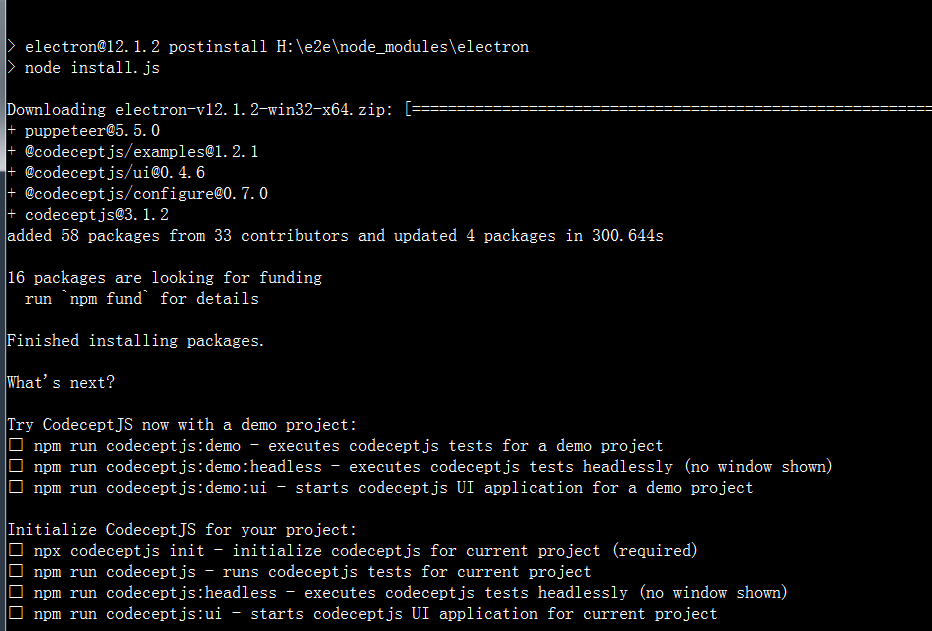 > electron@12.1.2 postinstall H:\e2e\node_modules\electron
> node install.js
Downloading electron-v12.1.2-win32-x64.zip: [==========================================================
+ puppeteer@5.5.0
+ @codeceptjs/examples@1.2.1
+ @codeceptjs/ui@0.4.6
+ @codeceptjs/configure@0.7.0
+ codeceptjs@3.1.2
added 58 packages from 33 contributors and updated 4 packages in 300.644s
16 packages are looking for funding
  run `npm fund` for details
Finished installing packages.
What's next?
Try CodeceptJS now with a demo project:
□ npm run codeceptjs:demo - executes codeceptjs tests for a demo project
□ npm run codeceptjs:demo:headless - executes codeceptjs tests headlessly (no window shown)
□ npm run codeceptjs:demo:ui - starts codeceptjs UI application for a demo project
Initialize CodeceptJS for your project:
□ npx codeceptjs init - initialize codeceptjs for current project (required)
□ npm run codeceptjs - runs codeceptjs tests for current project
□ npm run codeceptjs:headless - executes codeceptjs tests headlessly (no window shown)
□ npm run codeceptjs:ui - starts codeceptjs UI application for current project